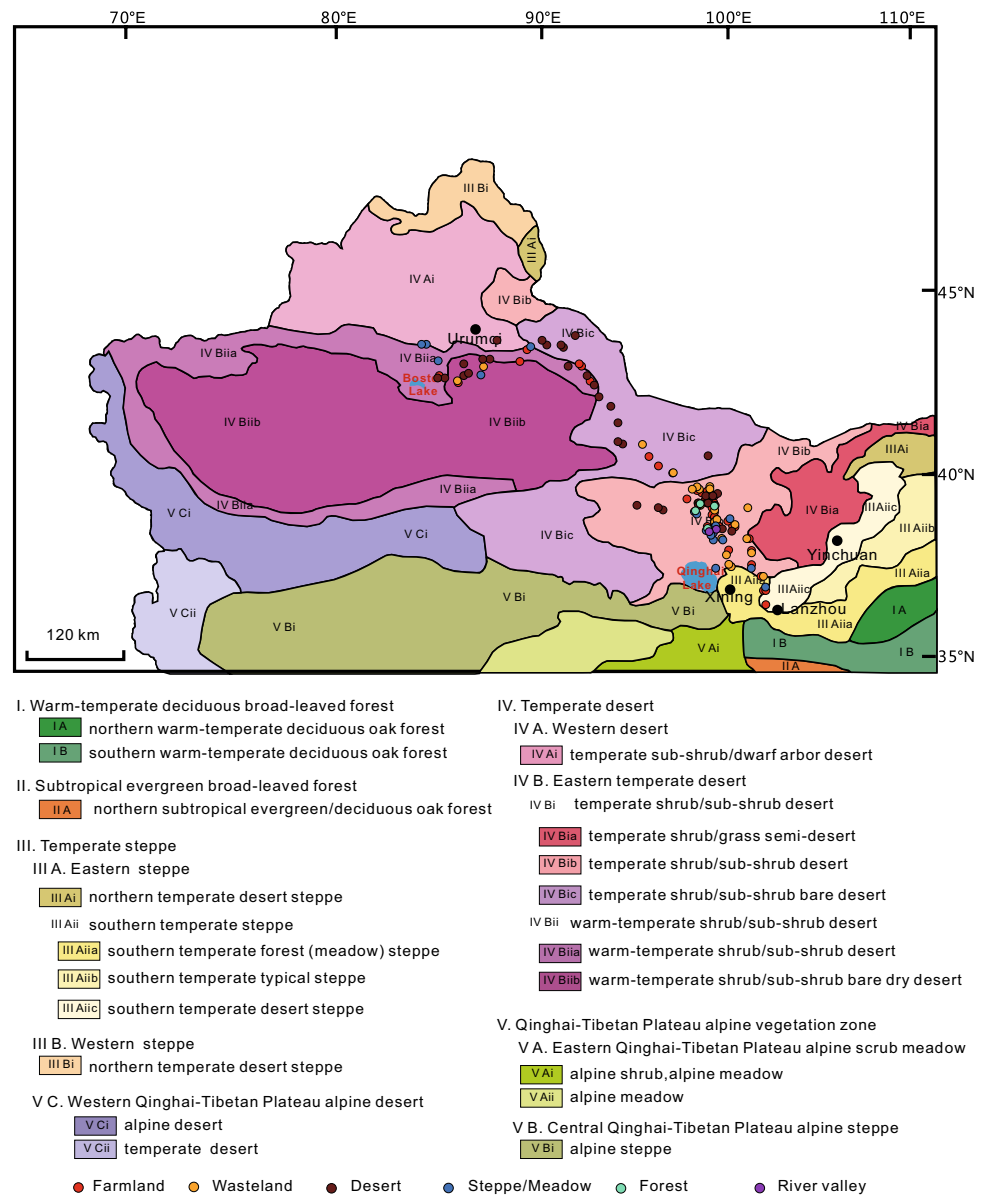 70°E 80°E 90°E 100°E 110°E
III Bi
III Ai
IV Ai
45°N
IV Bib
Urumqi
IV Bic
IV Biia
IV Biia
Lake
IV Biib
IV Biib
IV Bic
IV Bib
IV Bia
III Ai
40°N
IV Biia
IV Biia
IV Bia
III Aiic
III Aiib
V Ci
V Ci
IV Bic
Yinchuan
Qinghai
Lake
III Aiia
III Aiic
III Aiia
Xining
Lanzhou
V Cii
V Bi
V Bi
V Bi
III Aiia
I A
120 km
V Ai
I B
I B
35°N
II A
I. Warm-temperate deciduous broad-leaved forest
I A northern warm-temperate deciduous oak forest
I B southern warm-temperate deciduous oak forest
II. Subtropical evergreen broad-leaved forest
II A northern subtropical evergreen/deciduous oak forest
III. Temperate steppe
III A. Eastern steppe
III Ai northern temperate desert steppe
III Aii southern temperate steppe
III Aiia southern temperate forest (meadow) steppe
III Aiib southern temperate typical steppe
III Aiic southern temperate desert steppe
III B. Western steppe
III Bi northern temperate desert steppe
V C. Western Qinghai-Tibetan Plateau alpine desert
V Ci alpine desert
V Cii temperate desert
IV. Temperate desert
IV A. Western desert
IV Ai temperate sub-shrub/dwarf arbor desert
IV B. Eastern temperate desert
IV Bi temperate shrub/sub-shrub desert
IV Bia temperate shrub/grass semi-desert
IV Bib temperate shrub/sub-shrub desert
IV Bic temperate shrub/sub-shrub bare desert
IV Bii warm-temperate shrub/sub-shrub desert
IV Biia warm-temperate shrub/sub-shrub desert
IV Biib warm-temperate shrub/sub-shrub bare dry desert
V. Qinghai-Tibetan Plateau alpine vegetation zone
V A. Eastern Qinghai-Tibetan Plateau alpine scrub meadow
V Ai alpine shrub,alpine meadow
V Aii alpine meadow
V B. Central Qinghai-Tibetan Plateau alpine steppe
V Bi alpine steppe
Farmland Wasteland Desert Steppe/Meadow Forest River valley